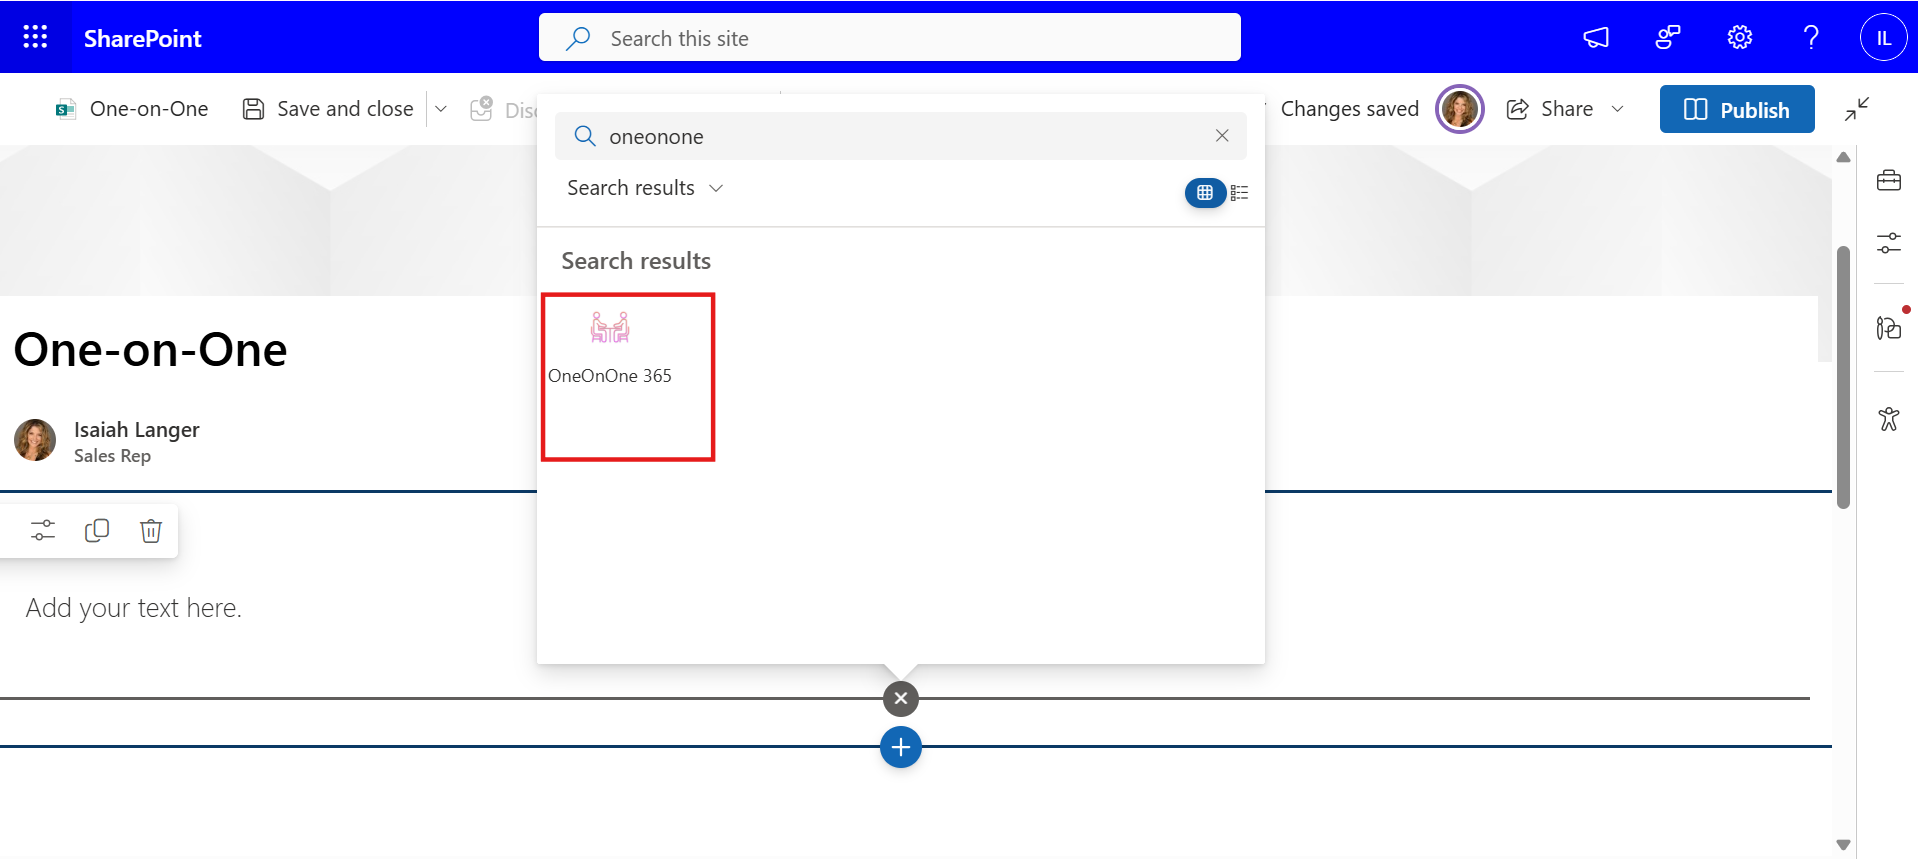 SharePoint
Search this site
IL
One-on-One
Save and close
Disc
Changes saved
Share
Publish
oneonone
Search results
Search results
OneOnOne 365
One-on-One
Isaiah Langer
Sales Rep
Add your text here.